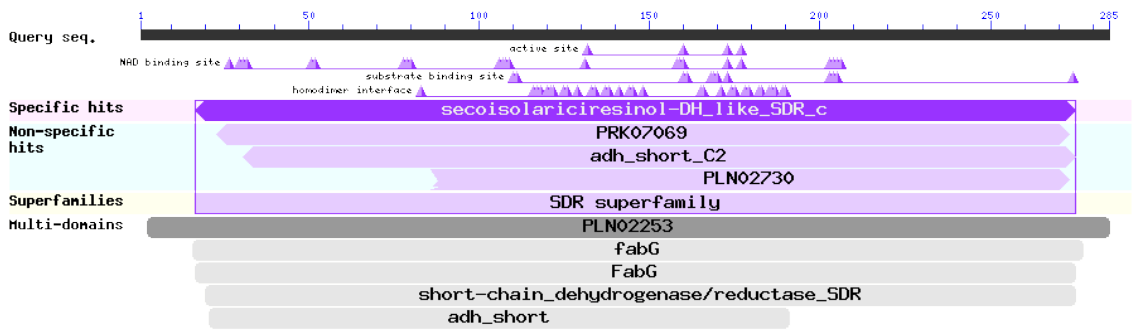 1 50 100 150 200 250 285
Query seq.
active site
NAD binding site
substrate binding site
homodimer interface
Specific hits secoisolariciresinol-DH_like_SDR_c
Non-specific hits PRK07069
adh_short_C2
PLN02730
Superfamilies SDR superfamily
Multi-domains PLN02253
fabG
FabG
short-chain_dehydrogenase/reductase_SDR
adh_short